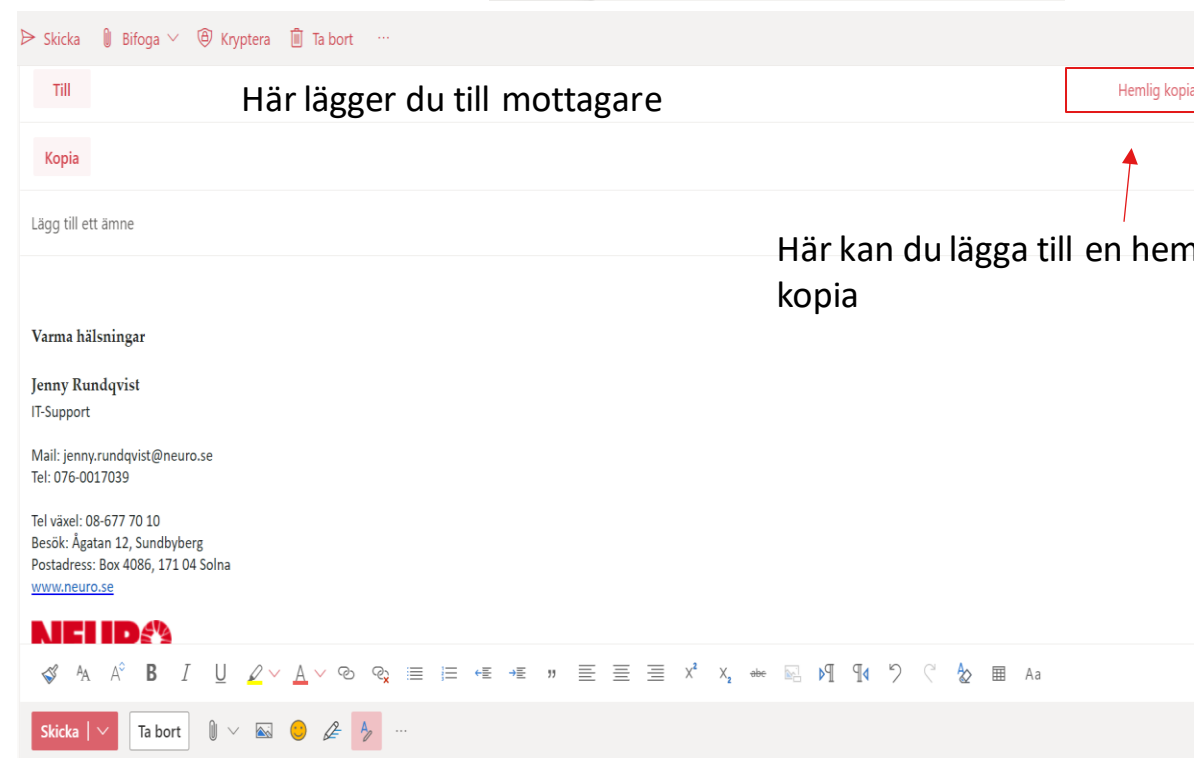 Skicka Bifoga Kryptera Ta bort ...
Till
Här lägger du till mottagare
Hemlig kopia
Kopia
Lägg till ett ämne
Här kan du lägga till en hem
kopia
Varma hälsningar
Jenny Rundqvist
IT-Support
Mail: jenny.rundqvist@neuro.se
Tel: 076-0017039
Tel växel: 08-677 70 10
Besök: Ågatan 12, Sundbyberg
Postadress: Box 4086, 171 04 Solna
www.neuro.se
NEURO
B I U A abc Aa
Skicka Ta bort ...